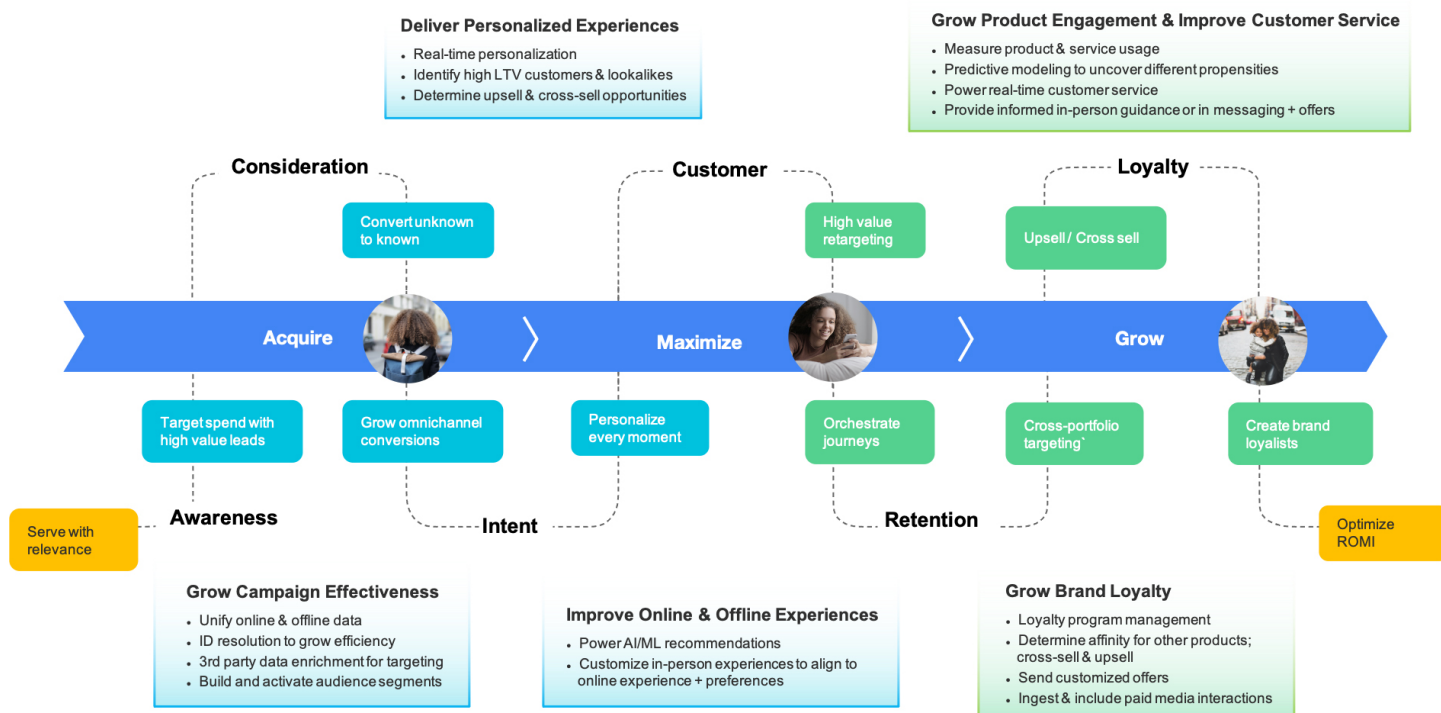 Deliver Personalized Experiences
• Real-time personalization
• Identify high LTV customers & lookalikes
• Determine upsell & cross-sell opportunities
Grow Product Engagement & Improve Customer Service
• Measure product & service usage
• Predictive modeling to uncover different propensities
• Power real-time customer service
• Provide informed in-person guidance or in messaging + offers
Consideration
Customer
Loyalty
Convert unknown
to known
High value
retargeting
Upsell / Cross sell
Acquire
Maximize
Grow
Target spend with
high value leads
Grow omnichannel
conversions
Personalize
every moment
Orchestrate
journeys
Cross-portfolio
targeting`
Create brand
loyalists
Serve with
relevance
Awareness
Intent
Retention
Optimize
ROMI
Grow Campaign Effectiveness
• Unify online & offline data
• ID resolution to grow efficiency
• 3rd party data enrichment for targeting
• Build and activate audience segments
Improve Online & Offline Experiences
• Power AI/ML recommendations
• Customize in-person experiences to align to
online experience + preferences
Grow Brand Loyalty
• Loyalty program management
• Determine affinity for other products;
cross-sell & upsell
• Send customized offers
• Ingest & include paid media interactions